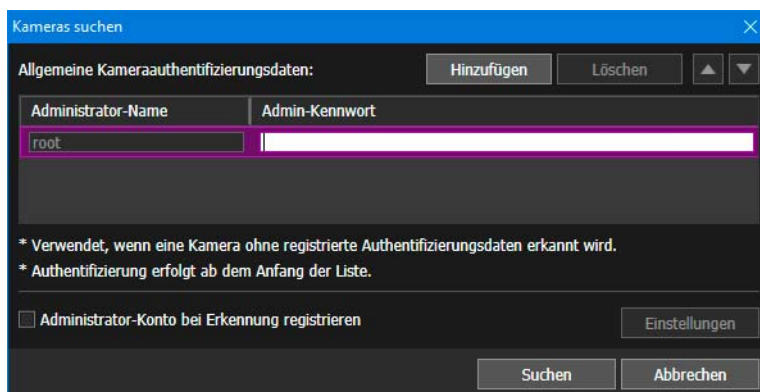 Kameras suchen
Allgemeine Kameraauthentifizierungsdaten: Hinzufügen Löschen
Administrator-Name Admin-Kennwort
root
* Verwendet, wenn eine Kamera ohne registrierte Authentifizierungsdaten erkannt wird.
* Authentifizierung erfolgt ab dem Anfang der Liste.
Administrator-Konto bei Erkennung registrieren Einstellungen
Suchen Abbrechen